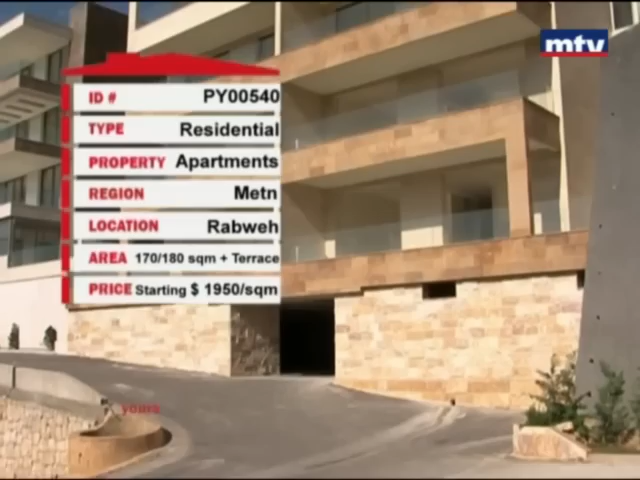 mtv
ID # PY00540
TYPE Residential
PROPERTY Apartments
REGION Metn
LOCATION Rabweh
AREA 170/180 sqm + Terrace
PRICE Starting $ 1950/sqm